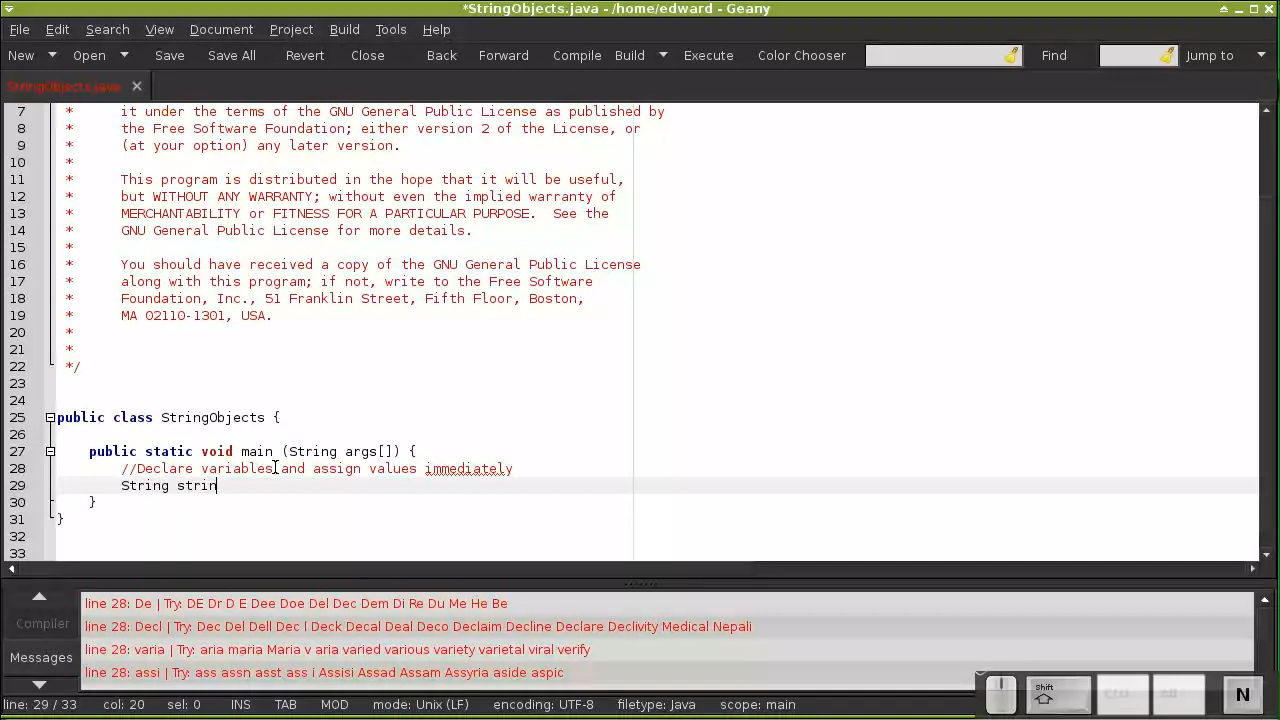 *StringObjects.java - /home/edward - Geany
File Edit Search View Document Project Build Tools Help
New Open Save Save All Revert Close Back Forward Compile Build Execute Color Chooser Find Jump to
StringObjects.java
7 * it under the terms of the GNU General Public License as published by
8 * the Free Software Foundation; either version 2 of the License, or
9 * (at your option) any later version.
10 *
11 * This program is distributed in the hope that it will be useful,
12 * but WITHOUT ANY WARRANTY; without even the implied warranty of
13 * MERCHANTABILITY or FITNESS FOR A PARTICULAR PURPOSE. See the
14 * GNU General Public License for more details.
15 *
16 * You should have received a copy of the GNU General Public License
17 * along with this program; if not, write to the Free Software
18 * Foundation, Inc., 51 Franklin Street, Fifth Floor, Boston,
19 * MA 02110-1301, USA.
20 *
21 *
22 */
23
24
25 public class StringObjects {
26
27 public static void main (String args[]) {
28 //Declare variables and assign values immediately
29 String strin
30 }
31 }
32
33
Compiler
Messages
line 28: De | Try: DE Dr D E Dee Doe Del Dec Dem Di Re Du Me He Be
line 28: Decl | Try: Dec Del Dell Dec l Deck Decal Deal Deco Declaim Decline Declare Declivity Medical Nepali
line 28: varia | Try: aria maria Maria v aria varied various variety varietal viral verify
line 28: assi | Try: ass assn asst ass i Assisi Assad Assam Assyria aside aspic
line: 29 / 33 col: 20 sel: 0 INS TAB MOD mode: Unix (LF) encoding: UTF-8 filetype: Java scope: main
Shift Ctrl Alt N